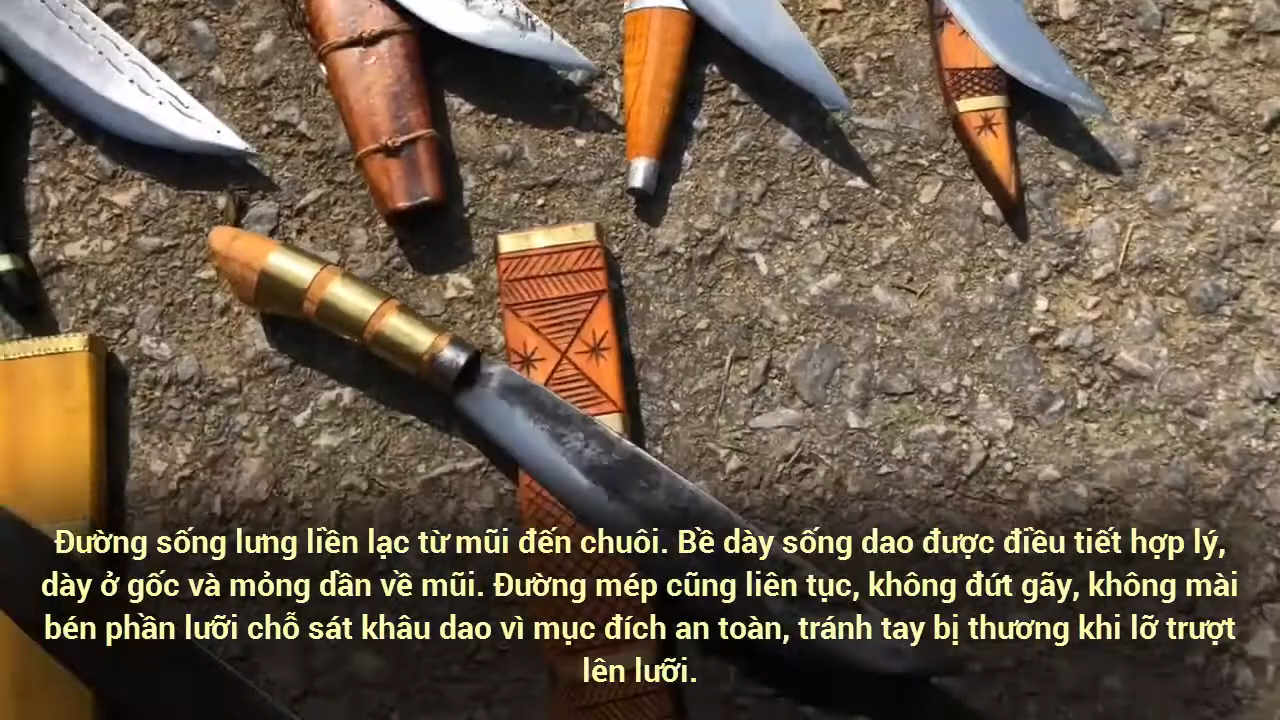 Đường sống lưng liền lạc từ mũi đến chuôi. Bề dày sống dao được điều tiết hợp lý,
dày ở gốc và mỏng dần về mũi. Đường mép cũng liên tục, không đứt gãy, không mài
bén phần lưỡi chỗ sát khâu dao vì mục đích an toàn, tránh tay bị thương khi lỡ trượt
lên lưỡi.